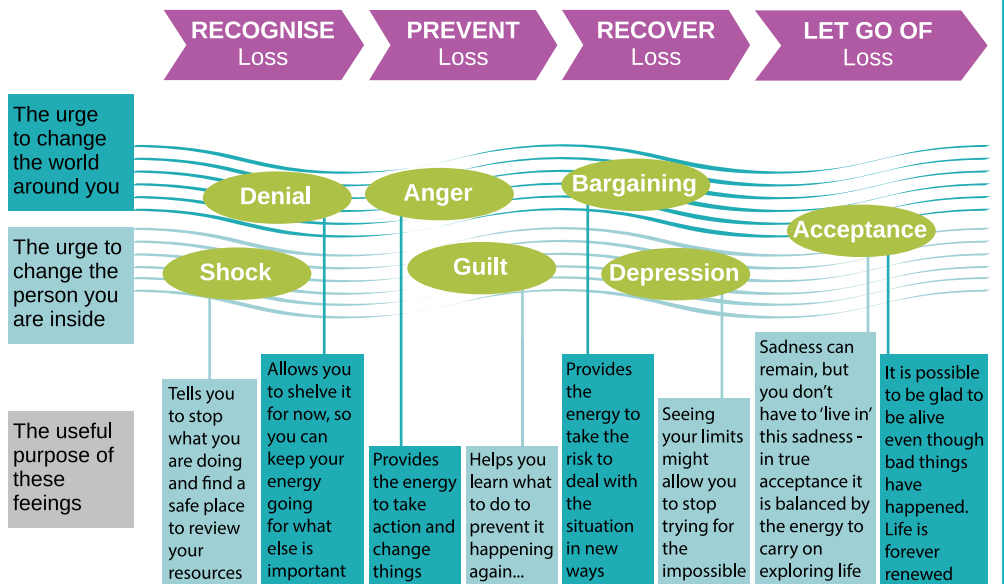 RECOGNISE
Loss
PREVENT
Loss
RECOVER
Loss
LET GO OF
Loss
The urge
to change
the world
around you
Denial
Anger
Bargaining
Acceptance
The urge to
change the
person you
are inside
Shock
Guilt
Depression
The useful
purpose of
these
feeings
Tells you
to stop
what you
are doing
and find a
safe place
to review
your
resources
Allows you
to shelve it
for now, so
you can
keep your
energy
going
for what
else is
important
Provides
the energy
to take
action and
change
things
Helps you
learn what
to do to
prevent it
happening
again...
Provides
the
energy to
take the
risk to
deal with
the
situation
in new
ways
Seeing
your limits
might
allow you
to stop
trying for
the
impossible
Sadness can
remain, but
you don't
have to 'live in'
this sadness -
in true
acceptance it
is balanced by
the energy to
carry on
exploring life
It is possible
to be glad to
be alive
even though
bad things
have
happened.
Life is
forever
renewed